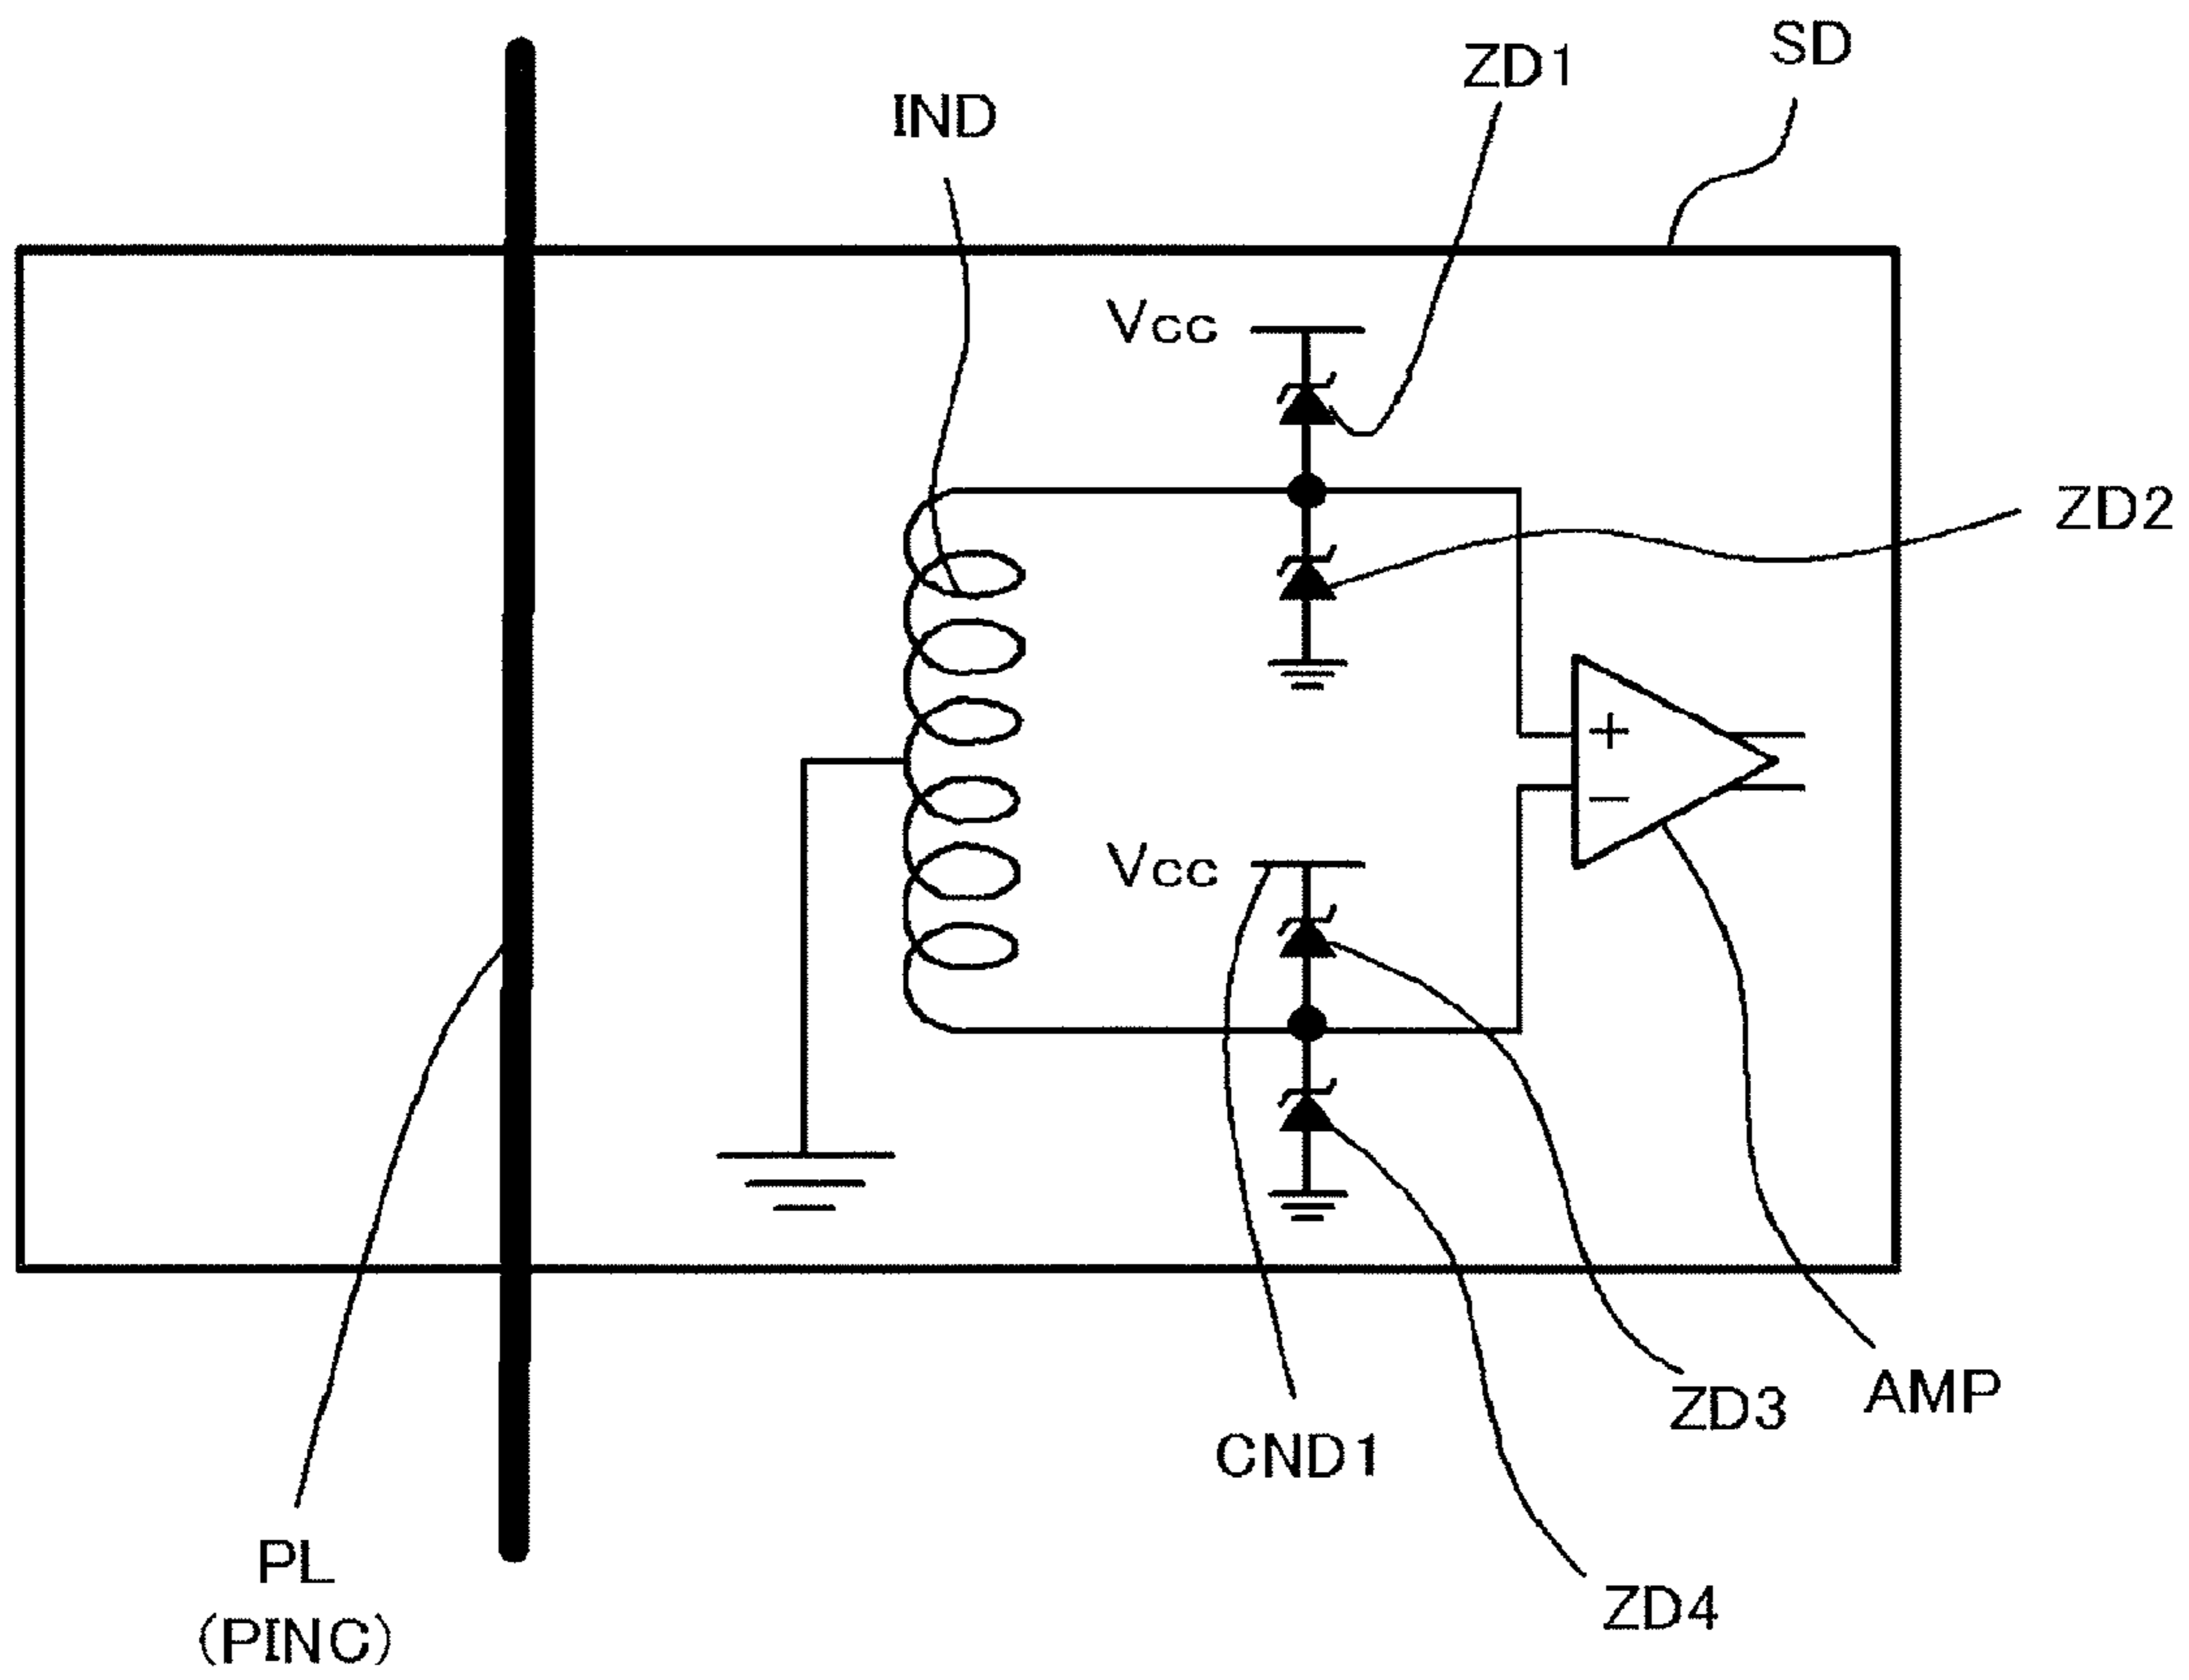 SD
ZD1
IND
Vcc
ZD2
+
−
Vcc
ZD3
AMP
CND1
PL
(PINC)
ZD4